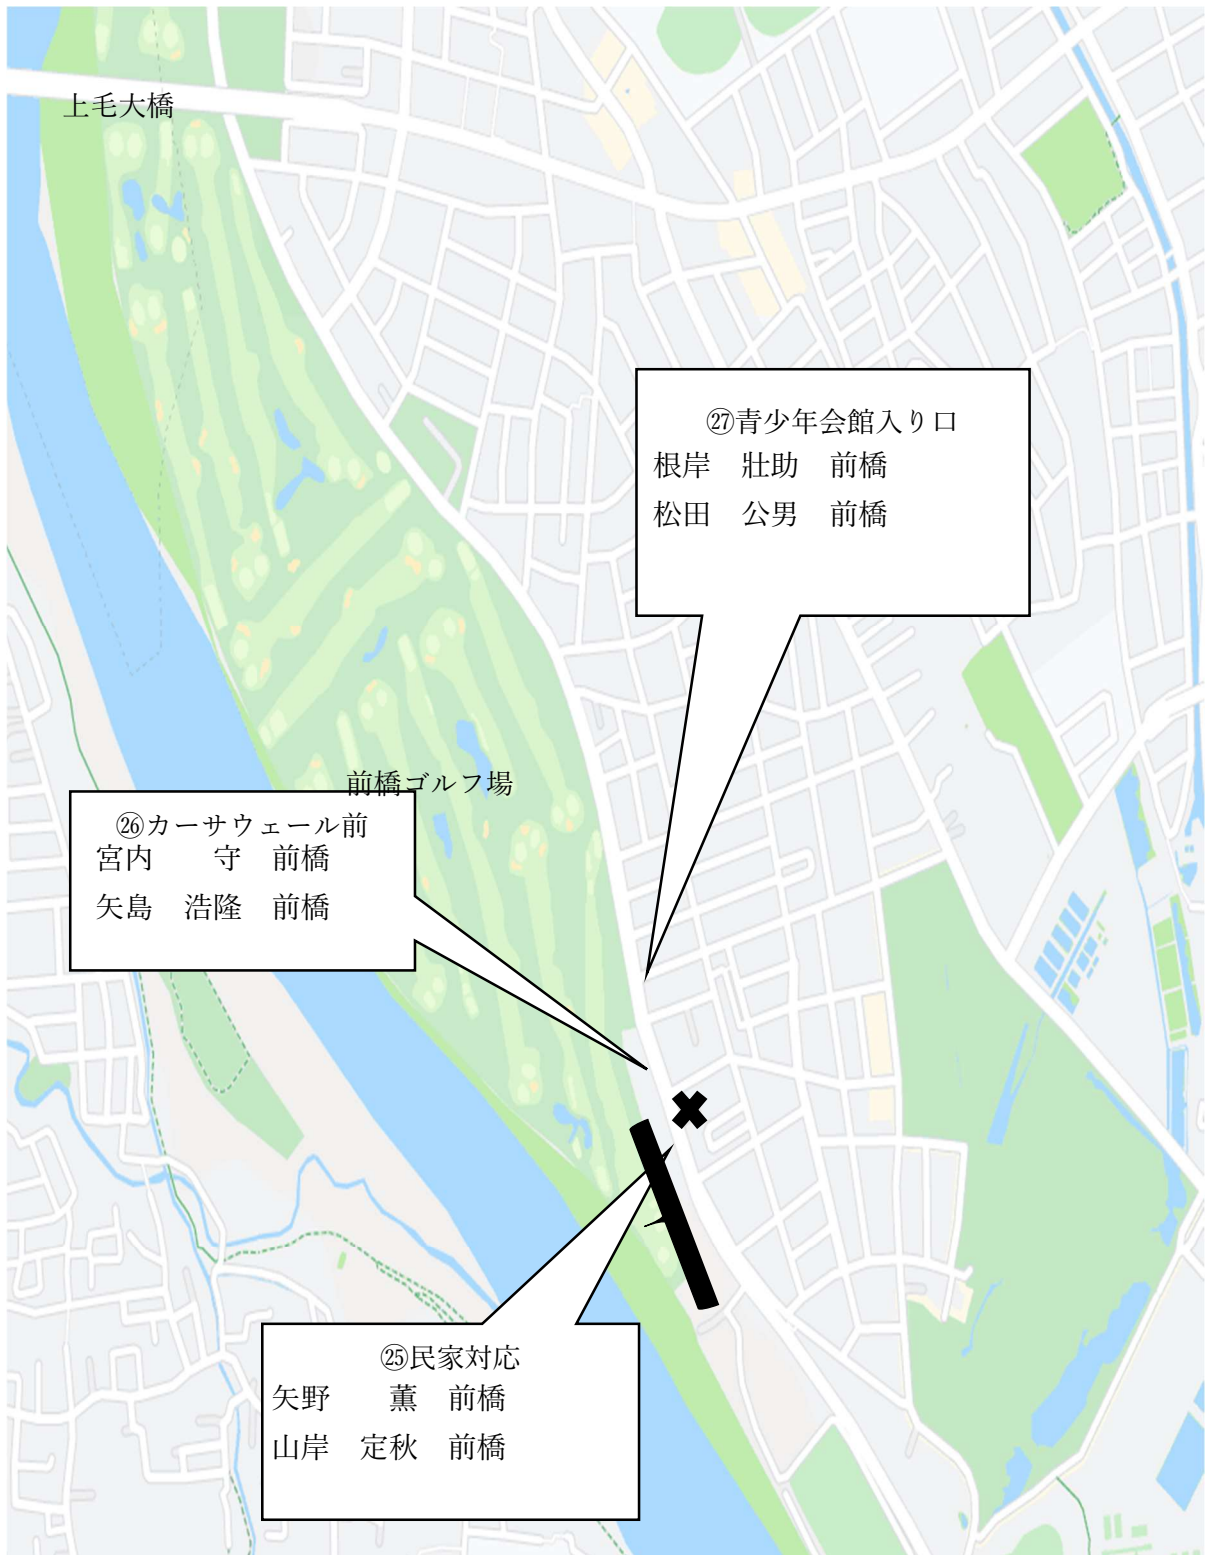 上毛大橋
㉗青少年会館入り口
根岸　壯助　前橋
松田　公男　前橋
前橋ゴルフ場
㉖カーサウェール前
宮内　　守　前橋
矢島　浩隆　前橋
㉕民家対応
矢野　　薫　前橋
山岸　定秋　前橋